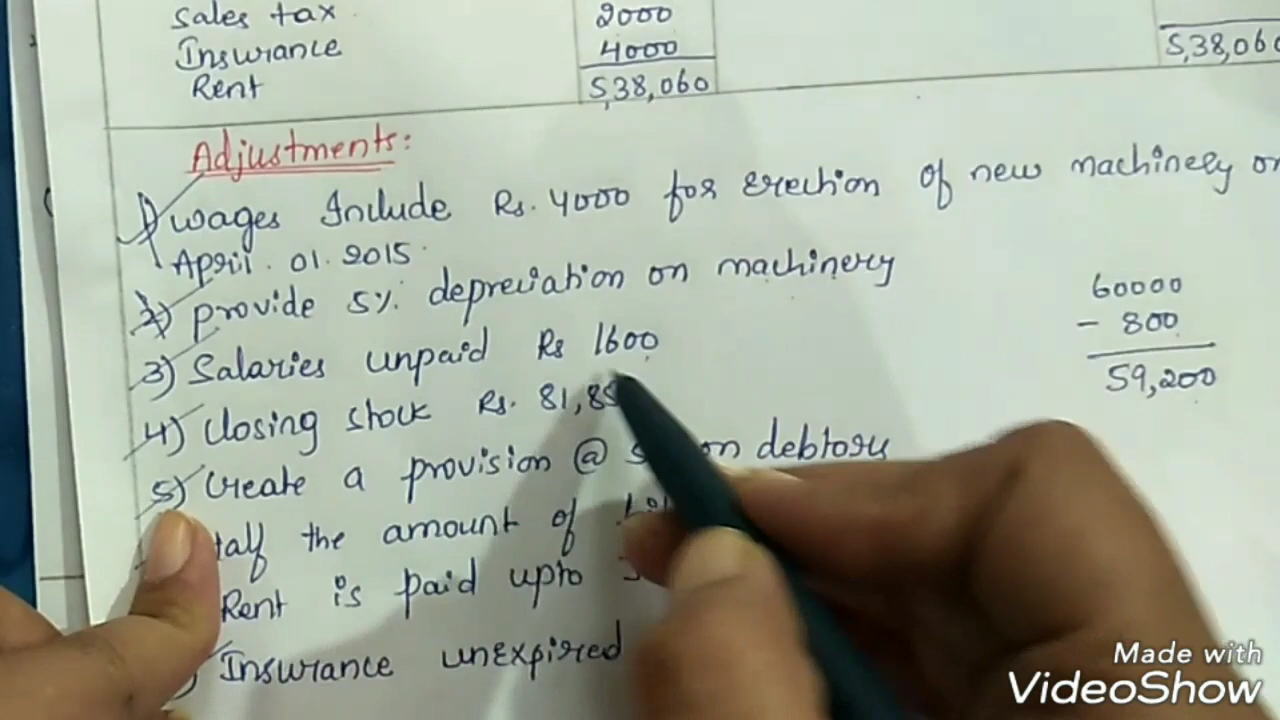 Sales tax 2000
Insurance 4000 5,38,060
Rent 5,38,060
Adjustments:
1) wages Include Rs. 4000 for Erection of new machinery on
April. 01. 2015.
2) provide 5% depreciation on machinery
60000
3) Salaries unpaid Rs 1600
- 800
59,200
4) Closing stock Rs. 81,85
5) Create a provision @ on debtors
Half the amount of
Rent is paid upto
Insurance unexpired
Made with
VideoShow